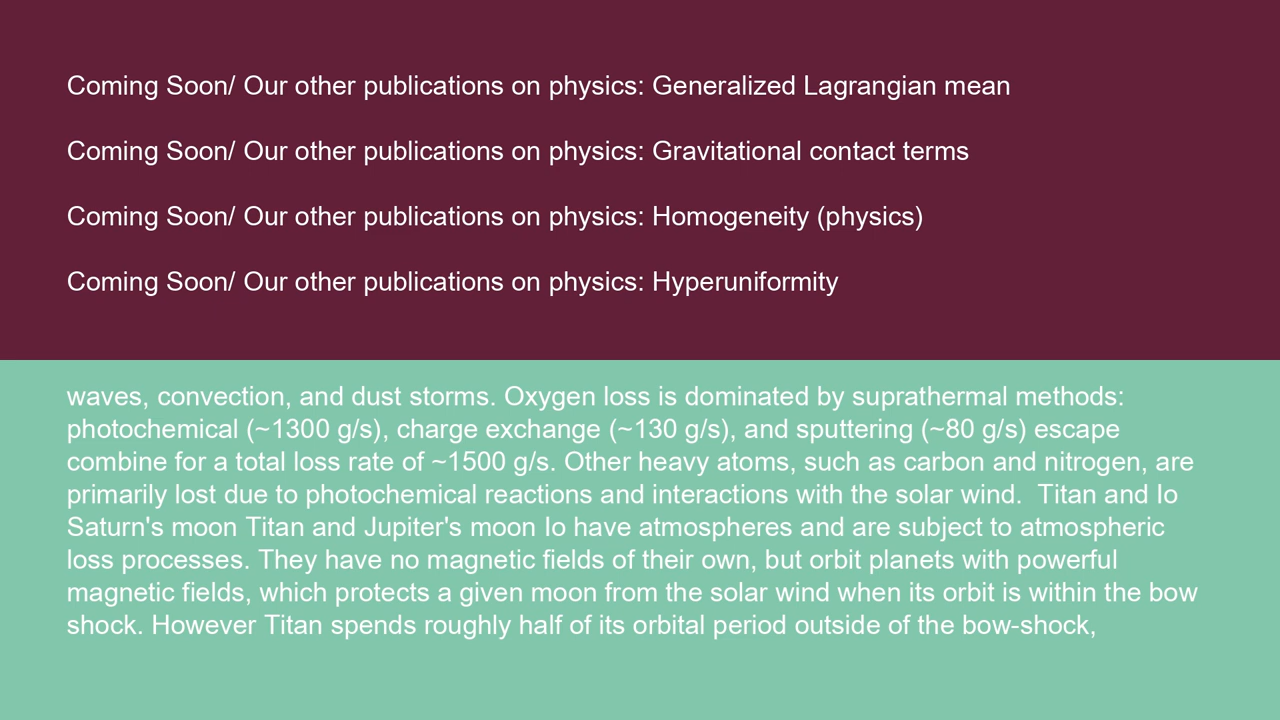 Coming Soon/ Our other publications on physics: Generalized Lagrangian mean
Coming Soon/ Our other publications on physics: Gravitational contact terms
Coming Soon/ Our other publications on physics: Homogeneity (physics)
Coming Soon/ Our other publications on physics: Hyperuniformity
waves, convection, and dust storms. Oxygen loss is dominated by suprathermal methods:
photochemical (~1300 g/s), charge exchange (~130 g/s), and sputtering (~80 g/s) escape
combine for a total loss rate of ~1500 g/s. Other heavy atoms, such as carbon and nitrogen, are
primarily lost due to photochemical reactions and interactions with the solar wind.  Titan and Io
Saturn's moon Titan and Jupiter's moon Io have atmospheres and are subject to atmospheric
loss processes. They have no magnetic fields of their own, but orbit planets with powerful
magnetic fields, which protects a given moon from the solar wind when its orbit is within the bow
shock. However Titan spends roughly half of its orbital period outside of the bow-shock,